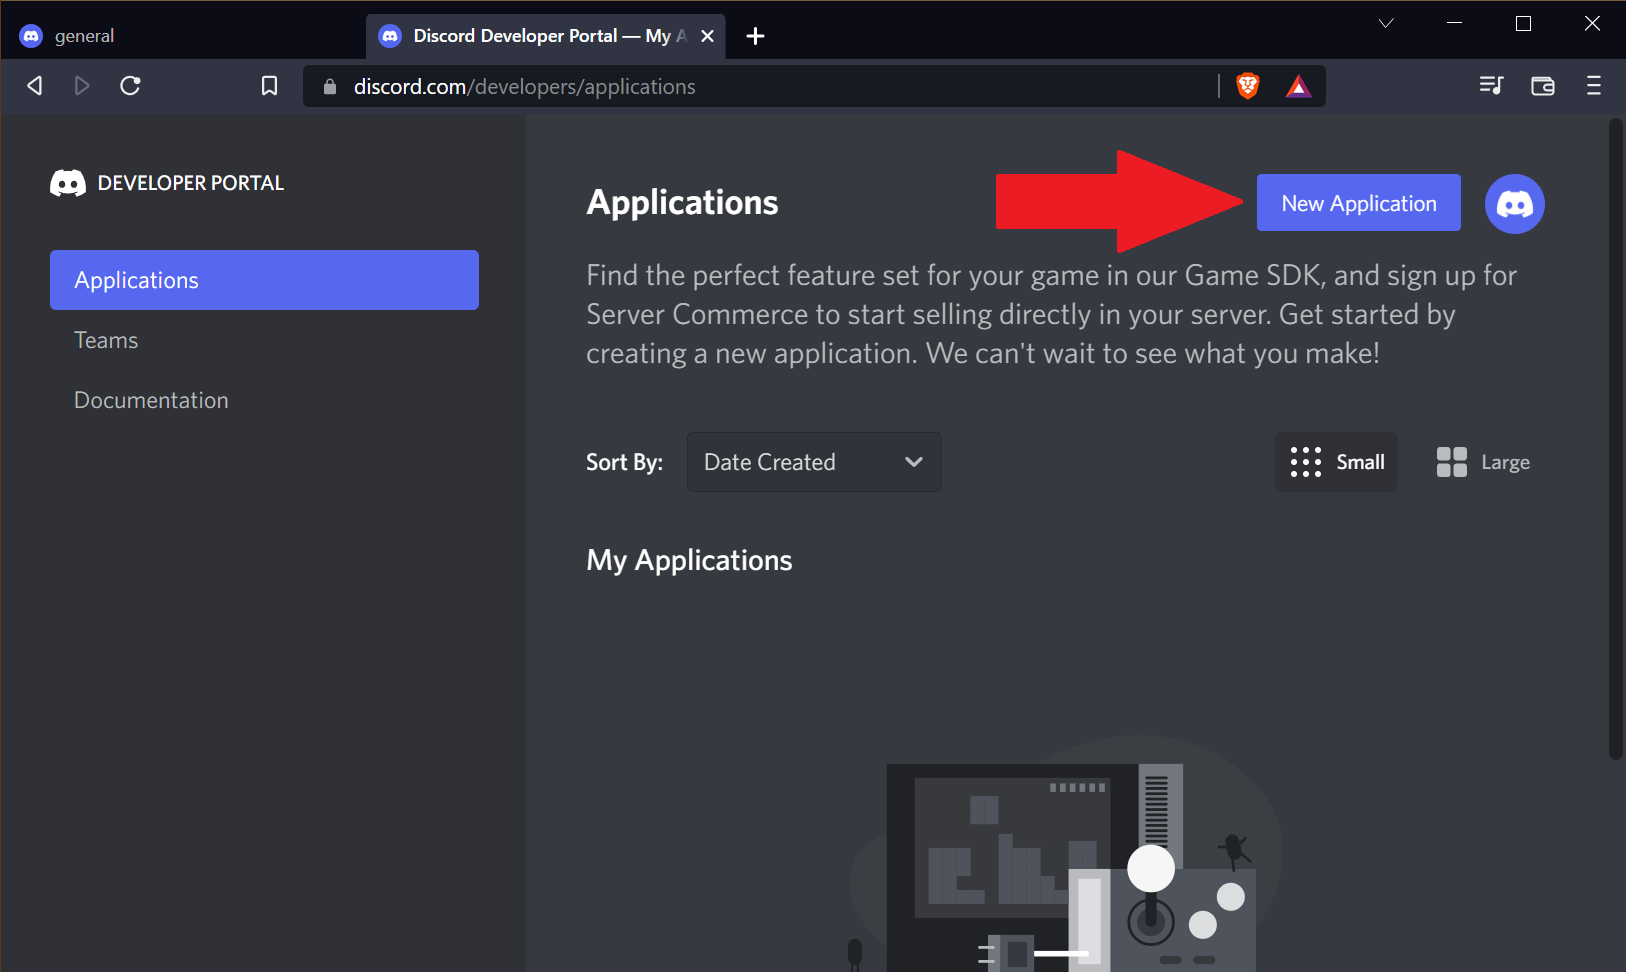 general
Discord Developer Portal — My A
discord.com/developers/applications
DEVELOPER PORTAL
Applications
Teams
Documentation
Applications
New Application
Find the perfect feature set for your game in our Game SDK, and sign up for
Server Commerce to start selling directly in your server. Get started by
creating a new application. We can't wait to see what you make!
Sort By:
Date Created
Small
Large
My Applications